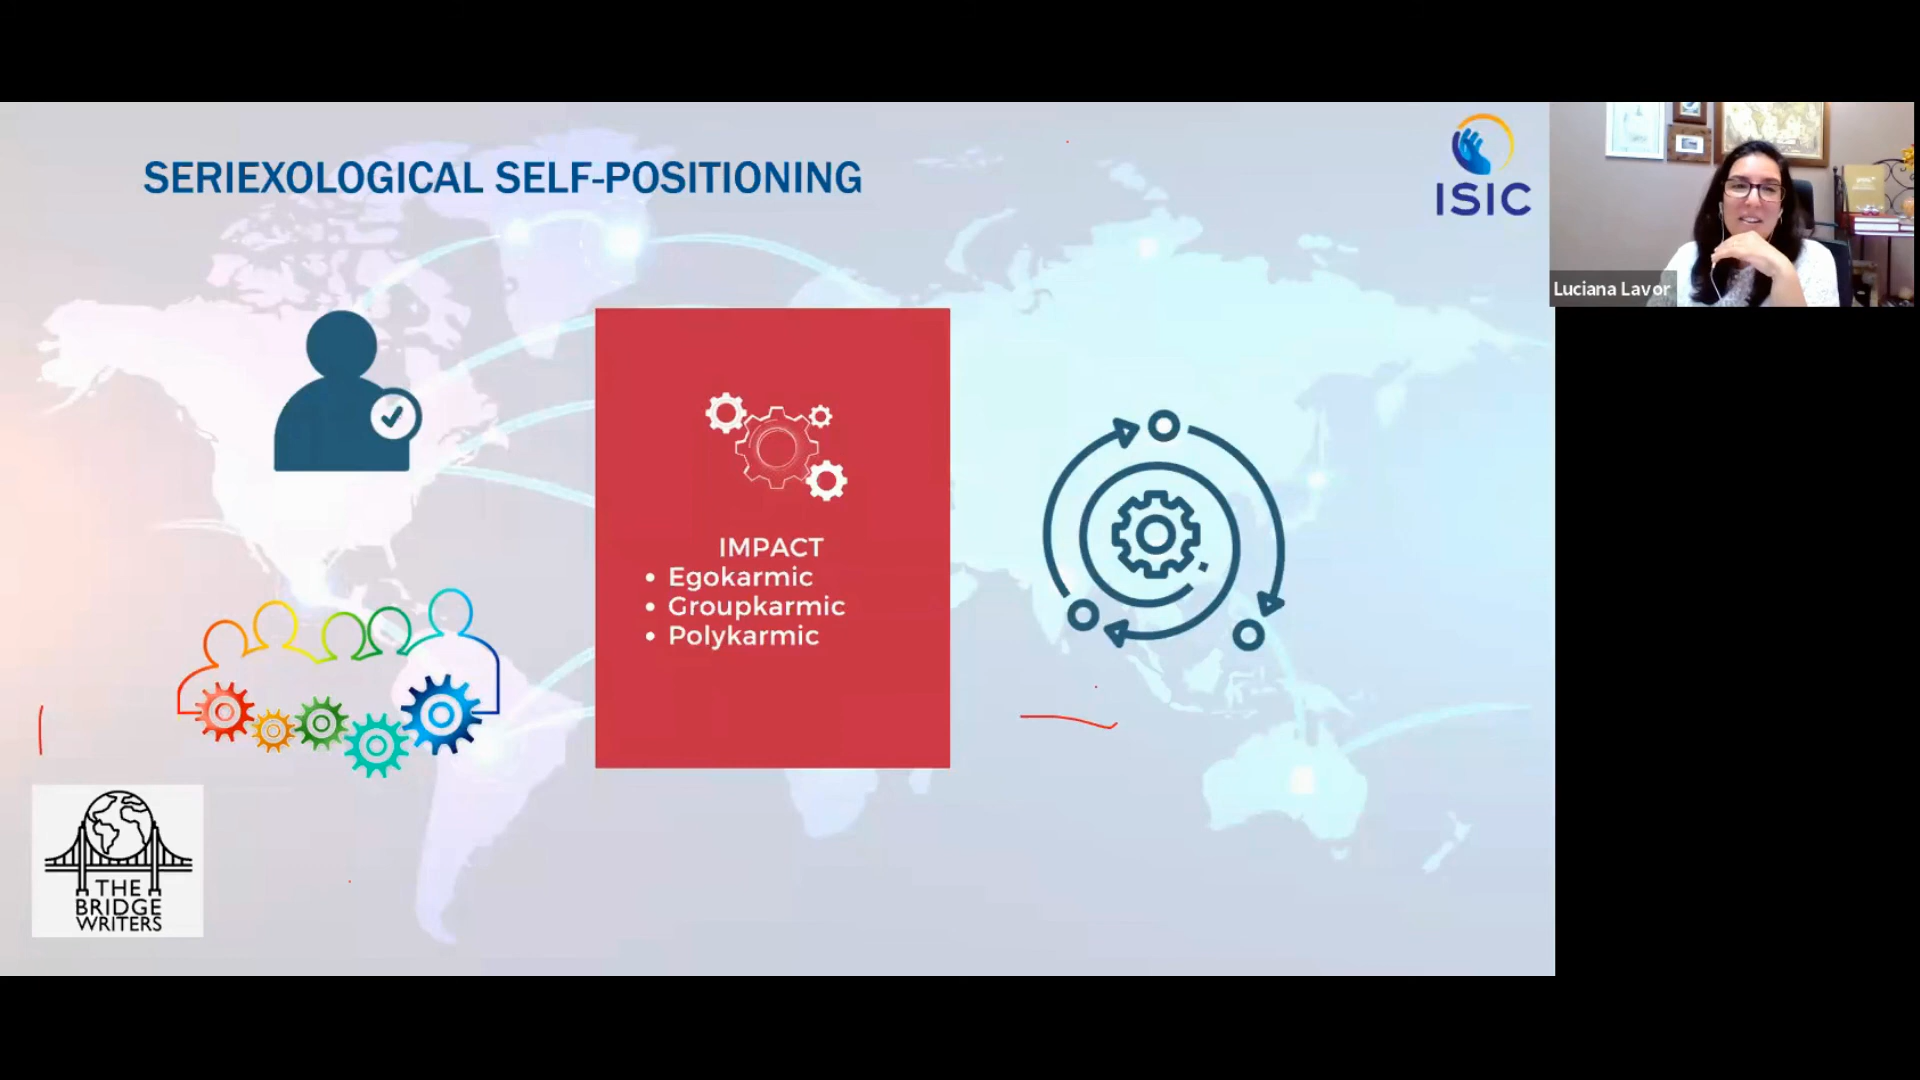 SERIEXOLOGICAL SELF-POSITIONING
ISIC
Luciana Lavor
IMPACT
• Egokarmic
• Groupkarmic
• Polykarmic
THE
BRIDGE
WRITERS